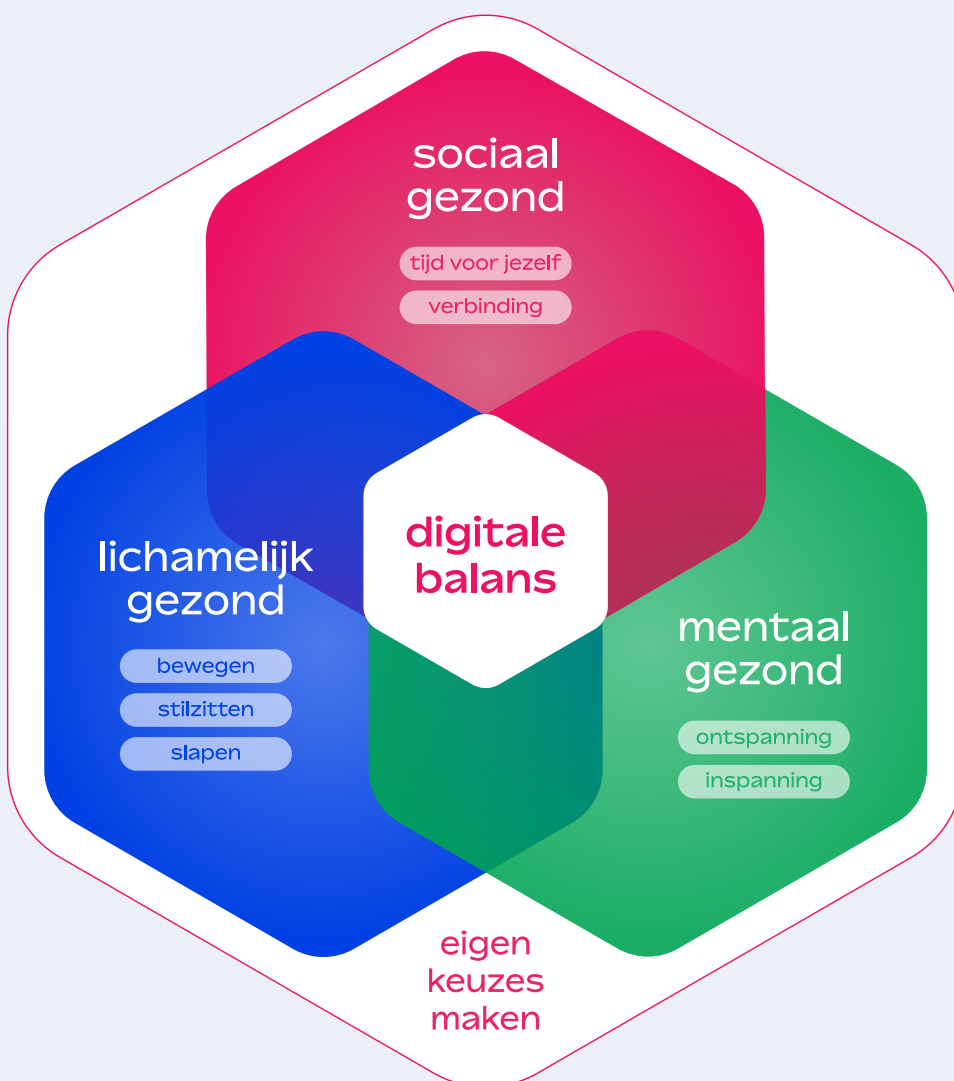 sociaal
gezond
tijd voor jezelf
verbinding
digitale
balans
lichamelijk
gezond
bewegen
stilzitten
slapen
mentaal
gezond
ontspanning
inspanning
eigen
keuzes
maken